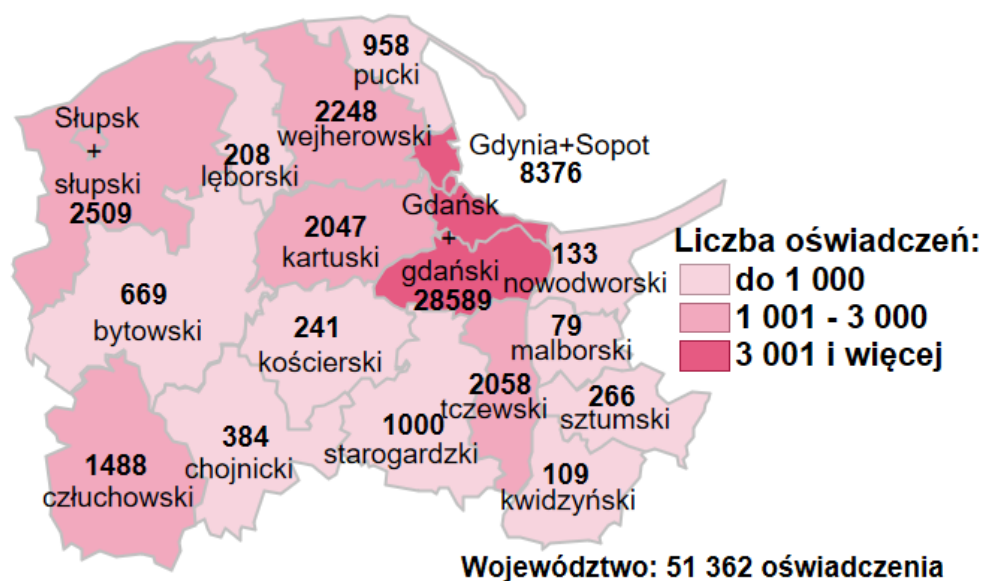 958
pucki
2248
wejherowski
Słupsk
+
słupski
2509
208
lęborski
Gdynia+Sopot
8376
Gdańsk
+
gdański
28589
2047
kartuski
133
nowodworski
669
bytowski
241
kościerski
79
malborski
2058
tczewski
266
sztumski
1000
starogardzki
384
chojnicki
1488
człuchowski
109
kwidzyński
Liczba oświadczeń:
do 1 000
1 001 - 3 000
3 001 i więcej
Województwo: 51 362 oświadczenia